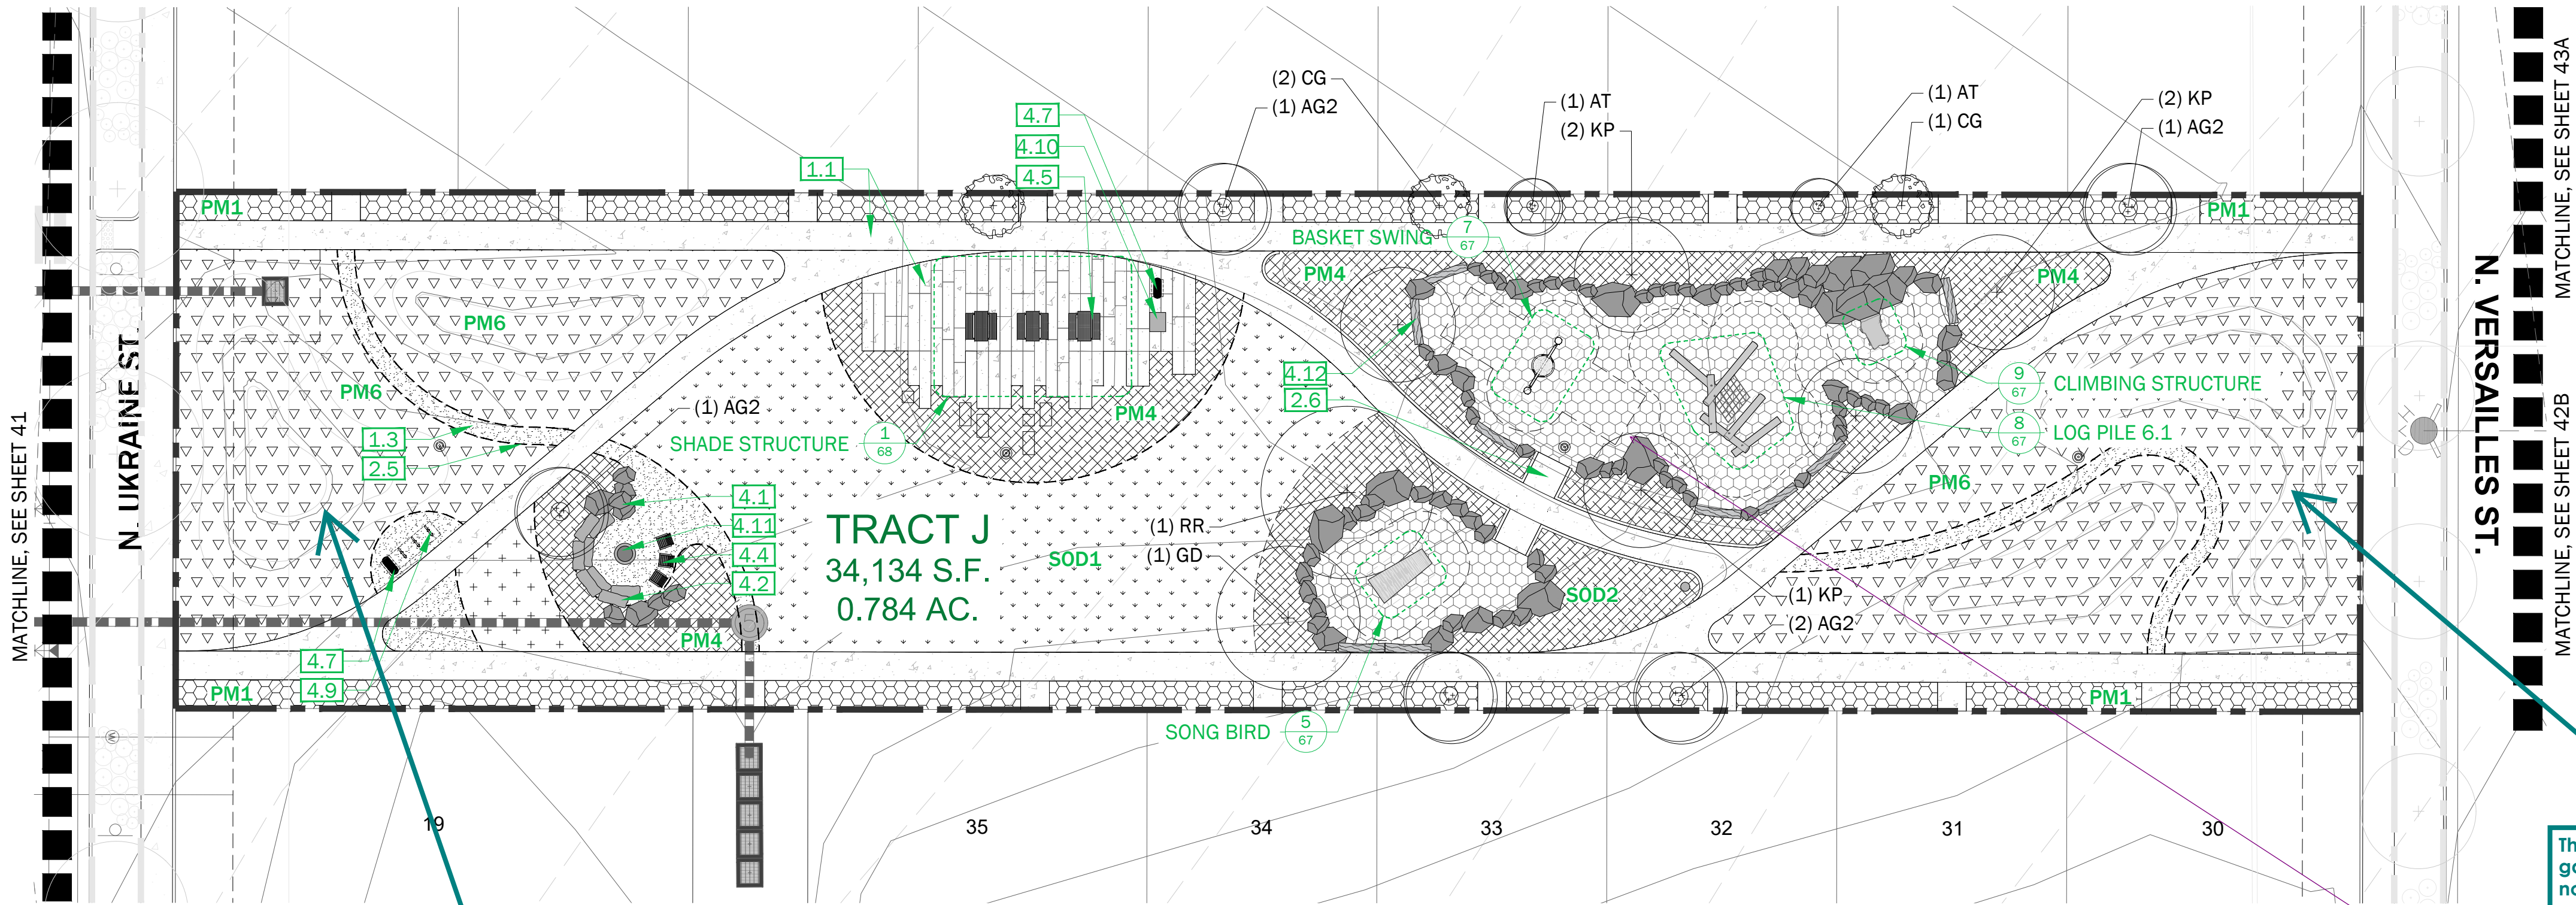 (2) CG
(1) AG2
(1) AT
(2) KP
(1) AT
(1) CG
(2) KP
(1) AG2
4.7
4.10
4.5
1.1
PM1
PM1
BASKET SWING
7
67
PM4
PM4
PM6
PM6
1.3
2.5
(1) AG2
SHADE STRUCTURE
1
68
PM4
4.12
2.6
9
67
CLIMBING STRUCTURE
8
67
LOG PILE 6.1
PM6
4.1
4.11
4.4
4.2
TRACT J
34,134 S.F.
0.784 AC.
SOD1
(1) RR
(1) GD
SOD2
(1) KP
(2) AG2
PM4
4.7
4.9
PM1
PM1
SONG BIRD
5
67
19
35
34
33
32
31
30
MATCHLINE, SEE SHEET 41
N. UKRAINE ST.
N. VERSAILLES ST.
MATCHLINE, SEE SHEET 43A
MATCHLINE, SEE SHEET 42B
W
D